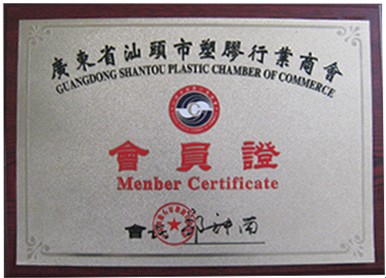 廣東省汕頭市塑膠行業商會
GUANGDONG SHANTOU PLASTIC CHAMBER OF COMMERCE
會員證
Menber Certificate
會長